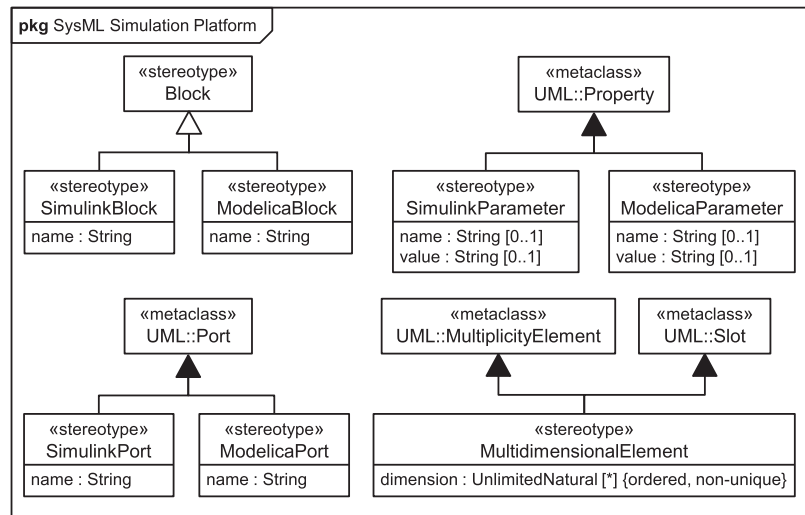 pkg SysML Simulation Platform
«stereotype»
Block
«stereotype»
SimulinkBlock
name : String
«stereotype»
ModelicaBlock
name : String
«metaclass»
UML::Property
«stereotype»
SimulinkParameter
name : String [0..1]
value : String [0..1]
«stereotype»
ModelicaParameter
name : String [0..1]
value : String [0..1]
«metaclass»
UML::Port
«stereotype»
SimulinkPort
name : String
«stereotype»
ModelicaPort
name : String
«metaclass»
UML::MultiplicityElement
«metaclass»
UML::Slot
«stereotype»
MultidimensionalElement
dimension : UnlimitedNatural [*] {ordered, non-unique}